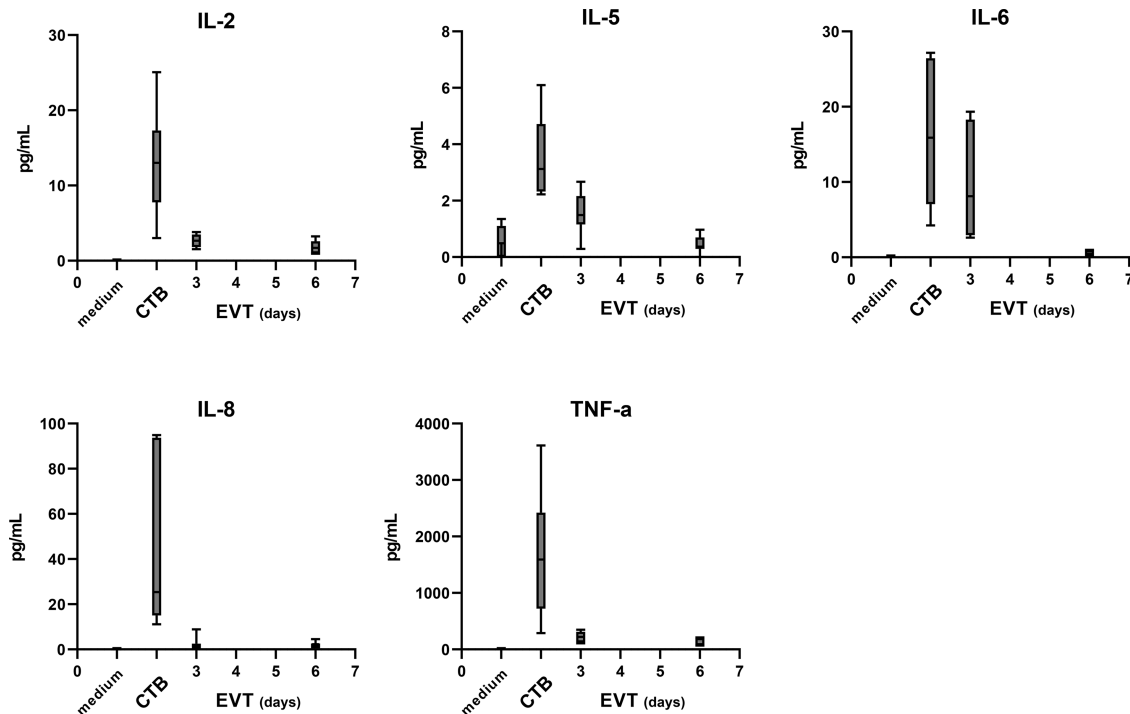 IL-2
pg/mL
30
20
10
0
0 medium CTB 3 4 5 6 7
EVT (days)
IL-5
pg/mL
8
6
4
2
0
0 medium CTB 3 4 5 6 7
EVT (days)
IL-6
pg/mL
30
20
10
0
0 medium CTB 3 4 5 6 7
EVT (days)
IL-8
pg/mL
100
80
60
40
20
0
0 medium CTB 3 4 5 6 7
EVT (days)
TNF-a
pg/mL
4000
3000
2000
1000
0
0 medium CTB 3 4 5 6 7
EVT (days)